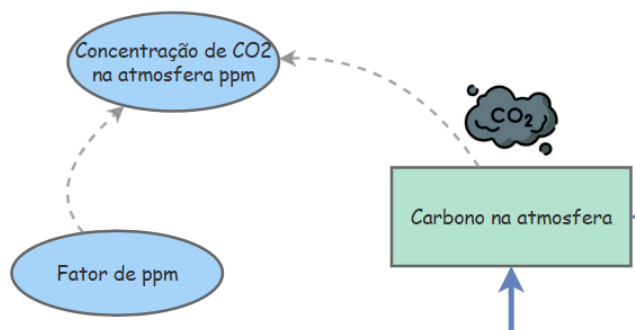 Concentração de CO2
na atmosfera ppm
CO2
Carbono na atmosfera
Fator de ppm